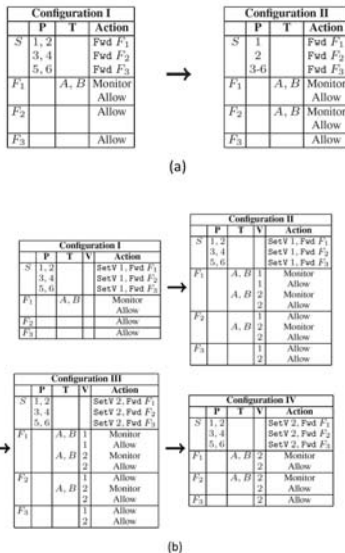 Configuration I
P T Action
S 1, 2 Fwd F1
3, 4 Fwd F2
5, 6 Fwd F3
F1 A, B Monitor
Allow
F2 Allow
F3 Allow
→
Configuration II
P T Action
S 1 Fwd F1
2 Fwd F2
3-6 Fwd F3
F1 A, B Monitor
Allow
F2 A, B Monitor
Allow
F3 Allow
(a)
Configuration I
P T V Action
S 1, 2 SetV 1, Fwd F1
3, 4 SetV 1, Fwd F2
5, 6 SetV 1, Fwd F3
F1 A, B Monitor
Allow
F2 Allow
F3 Allow
→
Configuration II
P T V Action
S 1, 2 SetV 1, Fwd F1
3, 4 SetV 1, Fwd F2
5, 6 SetV 1, Fwd F3
F1 A, B 1 Monitor
1 Allow
A, B 2 Monitor
2 Allow
F2 1 Allow
A, B 2 Monitor
2 Allow
F3 1 Allow
2 Allow
→
Configuration III
P T V Action
S 1, 2 SetV 2, Fwd F1
3, 4 SetV 2, Fwd F2
5, 6 SetV 2, Fwd F3
F1 A, B 1 Monitor
1 Allow
A, B 2 Monitor
2 Allow
F2 1 Allow
A, B 2 Monitor
2 Allow
F3 1 Allow
2 Allow
→
Configuration IV
P T V Action
S 1, 2 SetV 2, Fwd F1
3, 4 SetV 2, Fwd F2
5, 6 SetV 2, Fwd F3
F1 A, B 2 Monitor
2 Allow
F2 A, B 2 Monitor
2 Allow
F3 2 Allow
(b)